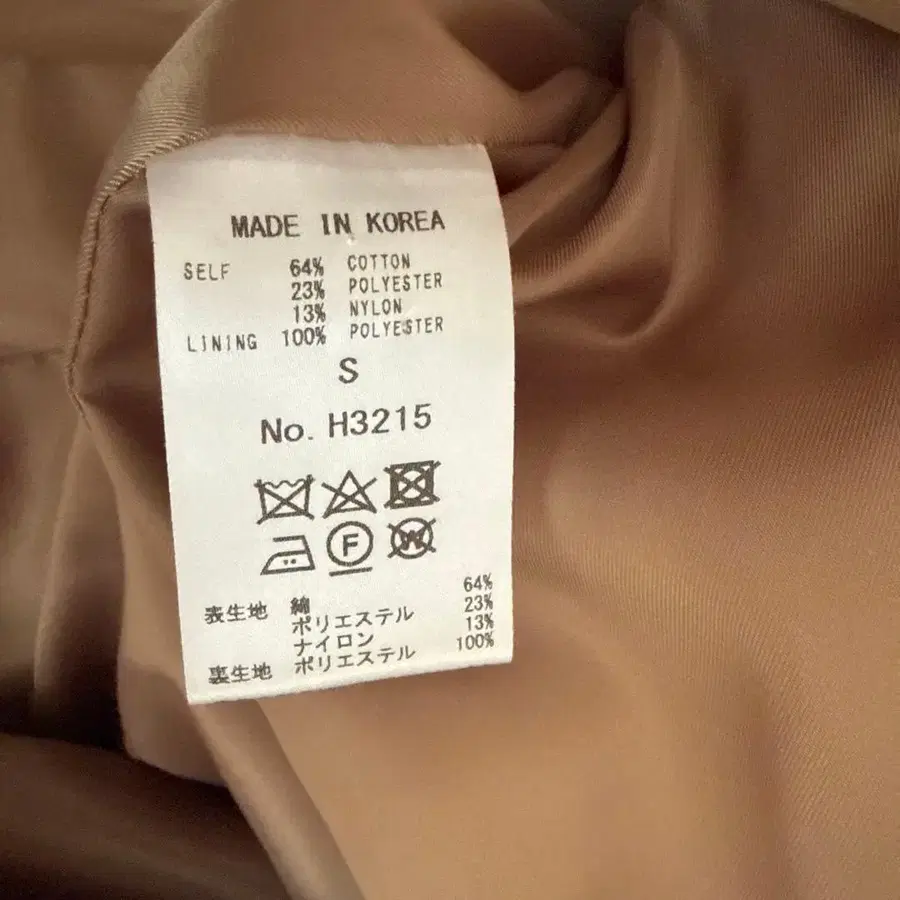 MADE IN KOREA
SELF 64% COTTON
23% POLYESTER
13% NYLON
LINING 100% POLYESTER
S
No. H3215
W
F
表生地 綿 64%
ポリエステル 23%
ナイロン 13%
裏生地 ポリエステル 100%